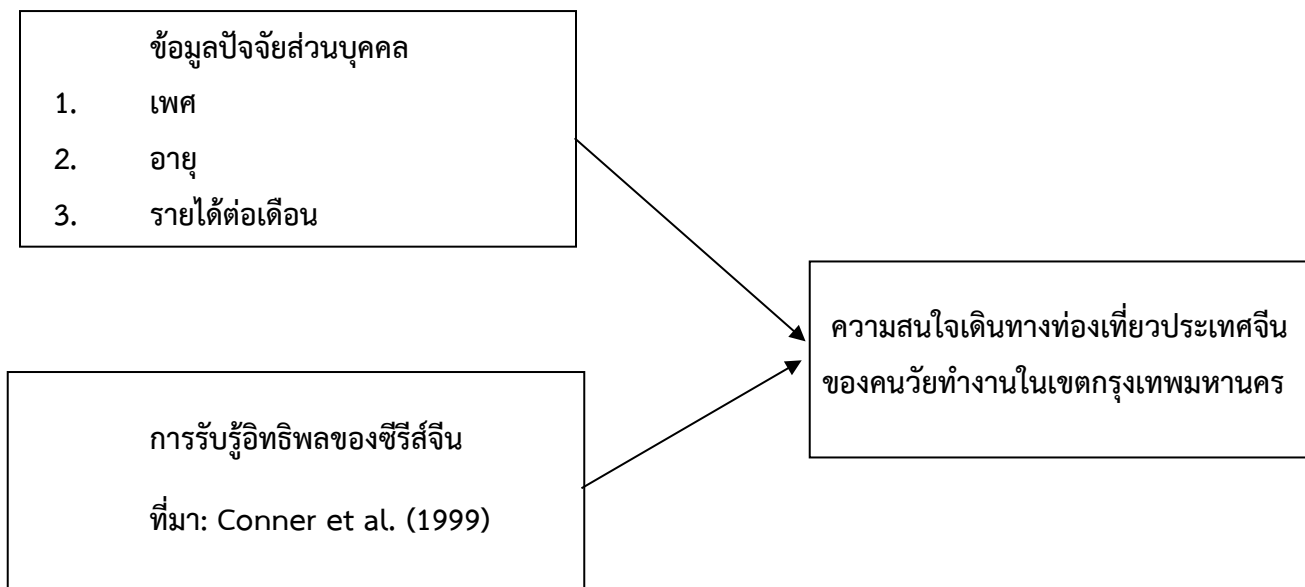 ข้อมูลปัจจัยส่วนบุคคล
1. เพศ
2. อายุ
3. รายได้ต่อเดือน
การรับรู้อิทธิพลของซีรีส์จีน
ที่มา: Conner et al. (1999)
ความสนใจเดินทางท่องเที่ยวประเทศจีน
ของคนวัยทำงานในเขตกรุงเทพมหานคร